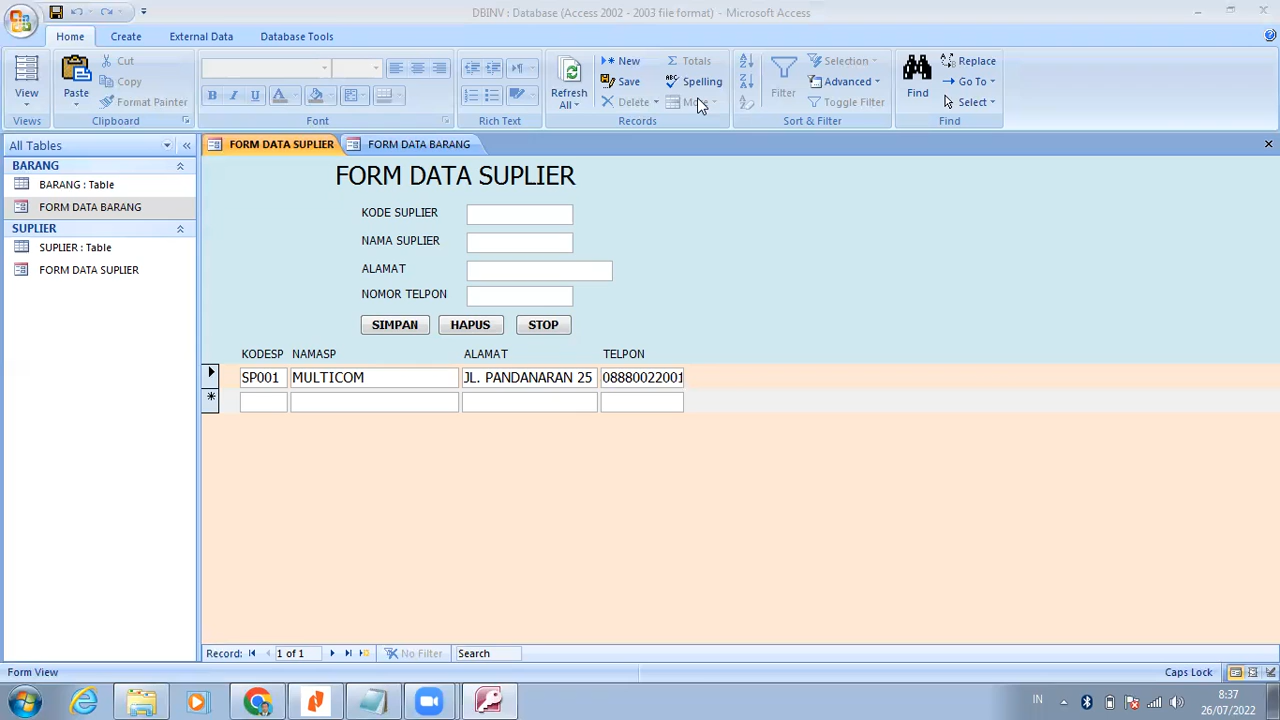 DBINV : Database (Access 2002 - 2003 file format) - Microsoft Access
Home Create External Data Database Tools
View Paste Cut Copy Format Painter
Refresh All New Save Delete Totals Spelling
Filter Selection Advanced Toggle Filter
Find Replace Go To Select
Views Clipboard Font Rich Text Records Sort & Filter Find
All Tables
BARANG
BARANG : Table
FORM DATA BARANG
SUPLIER
SUPLIER : Table
FORM DATA SUPLIER
FORM DATA SUPLIER FORM DATA BARANG
FORM DATA SUPLIER
KODE SUPLIER
NAMA SUPLIER
ALAMAT
NOMOR TELPON
SIMPAN HAPUS STOP
KODESP NAMASP ALAMAT TELPON
SP001 MULTICOM JL. PANDANARAN 25 08880022001
Record: 1 of 1 No Filter Search
Form View Caps Lock
IN 8:37
26/07/2022